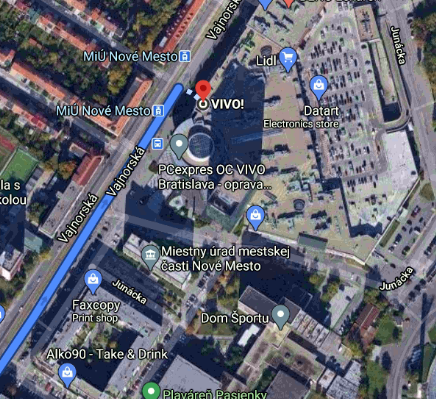 Vajnorská
MiÚ Nové Mesto
Lidl
Junácka
VIVO!
Datart
Electronics store
MiÚ Nové Mesto
Vajnorská
PCexpres OC VIVO
Bratislava - oprava...
la s
kolou
Vajnorská
Miestny úrad mestskej
časti Nové Mesto
Junácka
Junácka
Faxcopy
Print shop
Dom Športu
Alko90 - Take & Drink
Plaváreň Pasienky